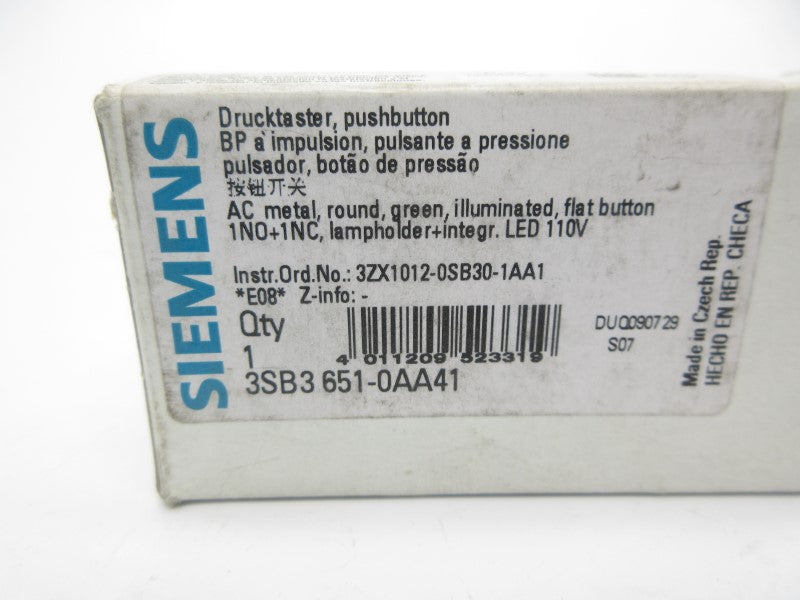 SIEMENS
Drucktaster, pushbutton
BP à impulsion, pulsante a pressione
pulsador, botão de pressão
按钮开关
AC metal, round, green, illuminated, flat button
1NO+1NC, lampholder+integr. LED 110V
Instr.Ord.No.: 3ZX1012-0SB30-1AA1
*E08* Z-info: -
Qty
1
4 011209 523319
3SB3 651-0AA41
DUQ090729
S07
Made in Czech Rep.
HECHO EN REP. CHECA